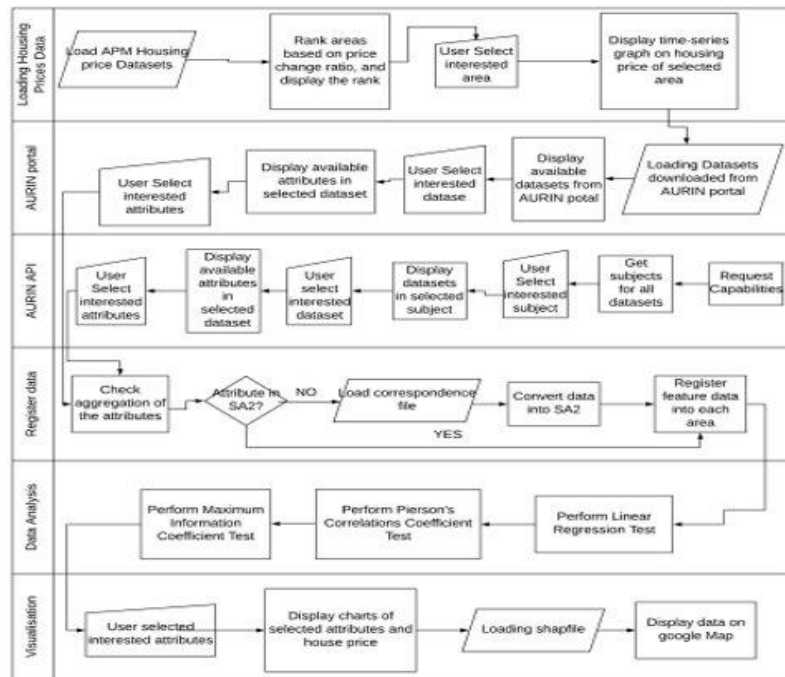 Loading Housing
Prices Data
Load APM Housing
price Datasets
Rank areas
based on price
change ratio, and
display the rank
User Select
interested
area
Display time-series
graph on housing
price of selected
area
AURIN portal
User Select
interested
attributes
Display available
attributes in
selected dataset
User Select
interested
datase
Display
available
datasets from
AURIN potal
Loading Datasets
downloaded from
AURIN portal
AURIN API
User
Select
interested
attributes
Display
available
attributes in
selected
dataset
User
select
interested
dataset
Display
datasets
in selected
subject
User
Select
interested
subject
Get
subjects
for all
datasets
Request
Capabilities
Register data
Check
aggregation of
the attributes
Attribute in
SA2?
NO
YES
Load correspondence
file
Convert data
into SA2
Register
feature data
into each
area
Data Analysis
Perform Maximum
Information
Coefficient Test
Perform Pierson's
Correlations Coefficient
Test
Perform Linear
Regression Test
Visualisation
User selected
interested attributes
Display charts of
selected attributes and
house price
Loading shapfile
Display data on
google Map